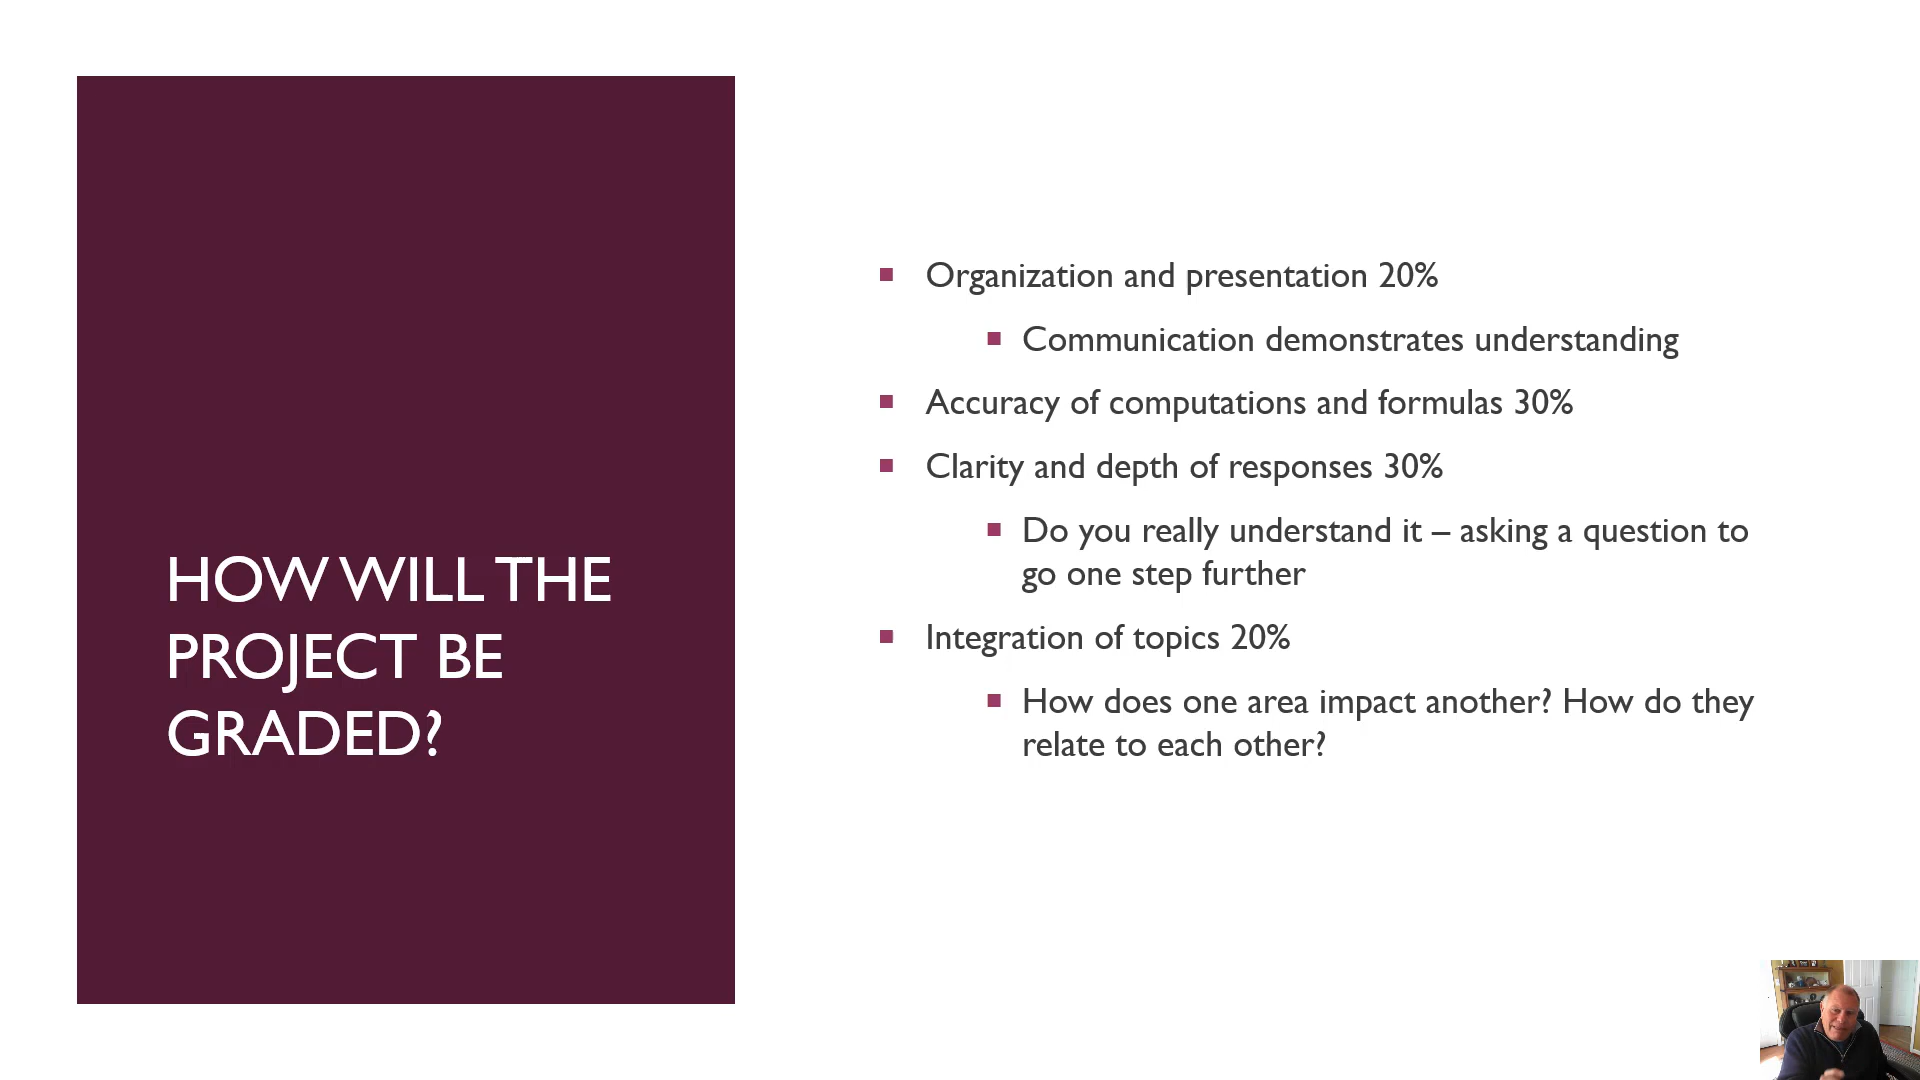 HOW WILL THE
PROJECT BE
GRADED?
Organization and presentation 20%
Communication demonstrates understanding
Accuracy of computations and formulas 30%
Clarity and depth of responses 30%
Do you really understand it – asking a question to
go one step further
Integration of topics 20%
How does one area impact another? How do they
relate to each other?